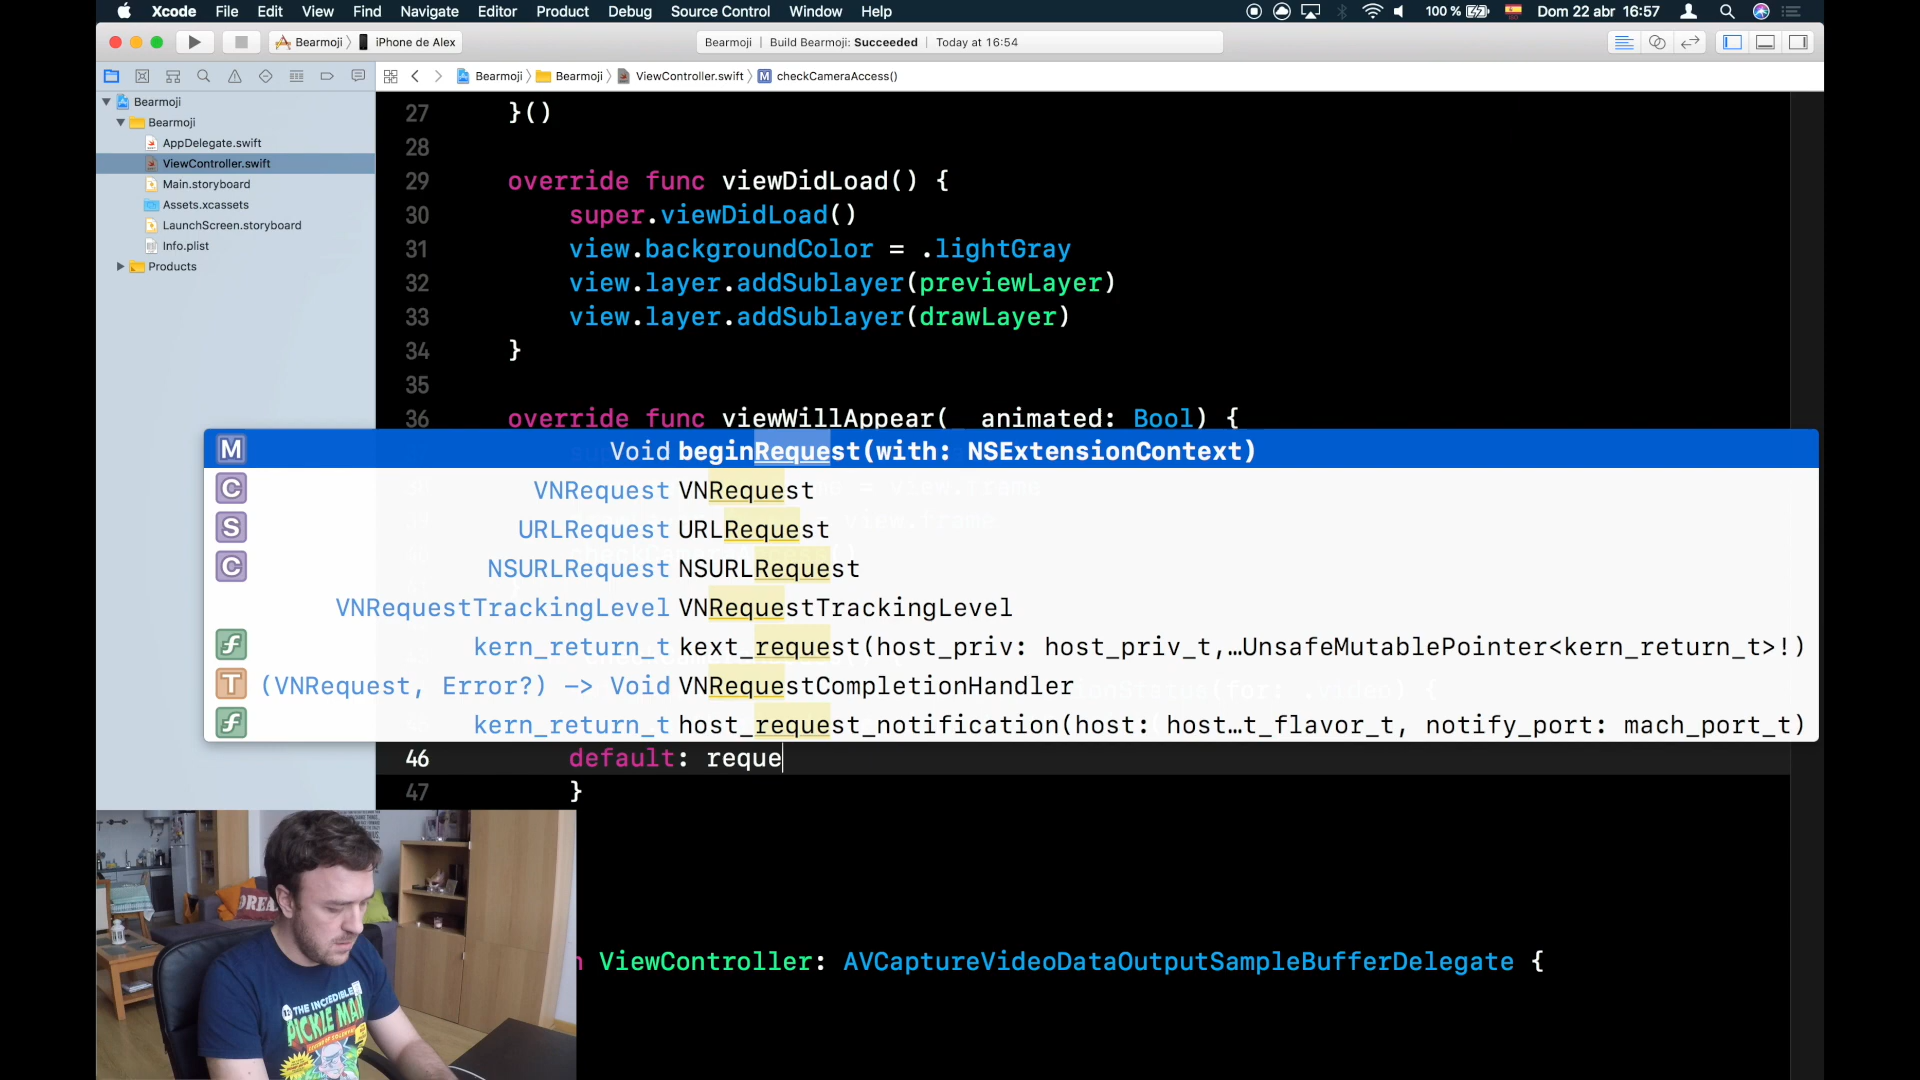 Xcode File Edit View Find Navigate Editor Product Debug Source Control Window Help 100 % Dom 22 abr 16:57
Bearmoji iPhone de Alex Bearmoji | Build Bearmoji: Succeeded | Today at 16:54
Bearmoji Bearmoji ViewController.swift M checkCameraAccess()
Bearmoji
Bearmoji
AppDelegate.swift
ViewController.swift
Main.storyboard
Assets.xcassets
LaunchScreen.storyboard
Info.plist
Products
27 }()
28
29 override func viewDidLoad() {
30 super.viewDidLoad()
31 view.backgroundColor = .lightGray
32 view.layer.addSublayer(previewLayer)
33 view.layer.addSublayer(drawLayer)
34 }
35
36 override func viewWillAppear(_ animated: Bool) {
M Void beginRequest(with: NSExtensionContext)
C VNRequest VNRequest
S URLRequest URLRequest
C NSURLRequest NSURLRequest
VNRequestTrackingLevel VNRequestTrackingLevel
f kern_return_t kext_request(host_priv: host_priv_t,…UnsafeMutablePointer<kern_return_t>!)
T (VNRequest, Error?) -> Void VNRequestCompletionHandler
f kern_return_t host_request_notification(host: host…t_flavor_t, notify_port: mach_port_t)
46 default: reque
47 }
ViewController: AVCaptureVideoDataOutputSampleBufferDelegate {
DREA
THE INCREDIBLE
PICKLE MAN